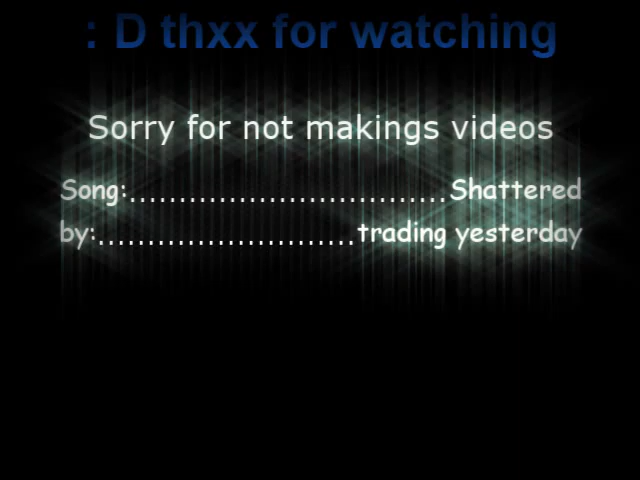 : D thxx for watching
Sorry for not makings videos
Song:................................Shattered
by:..........................trading yesterday